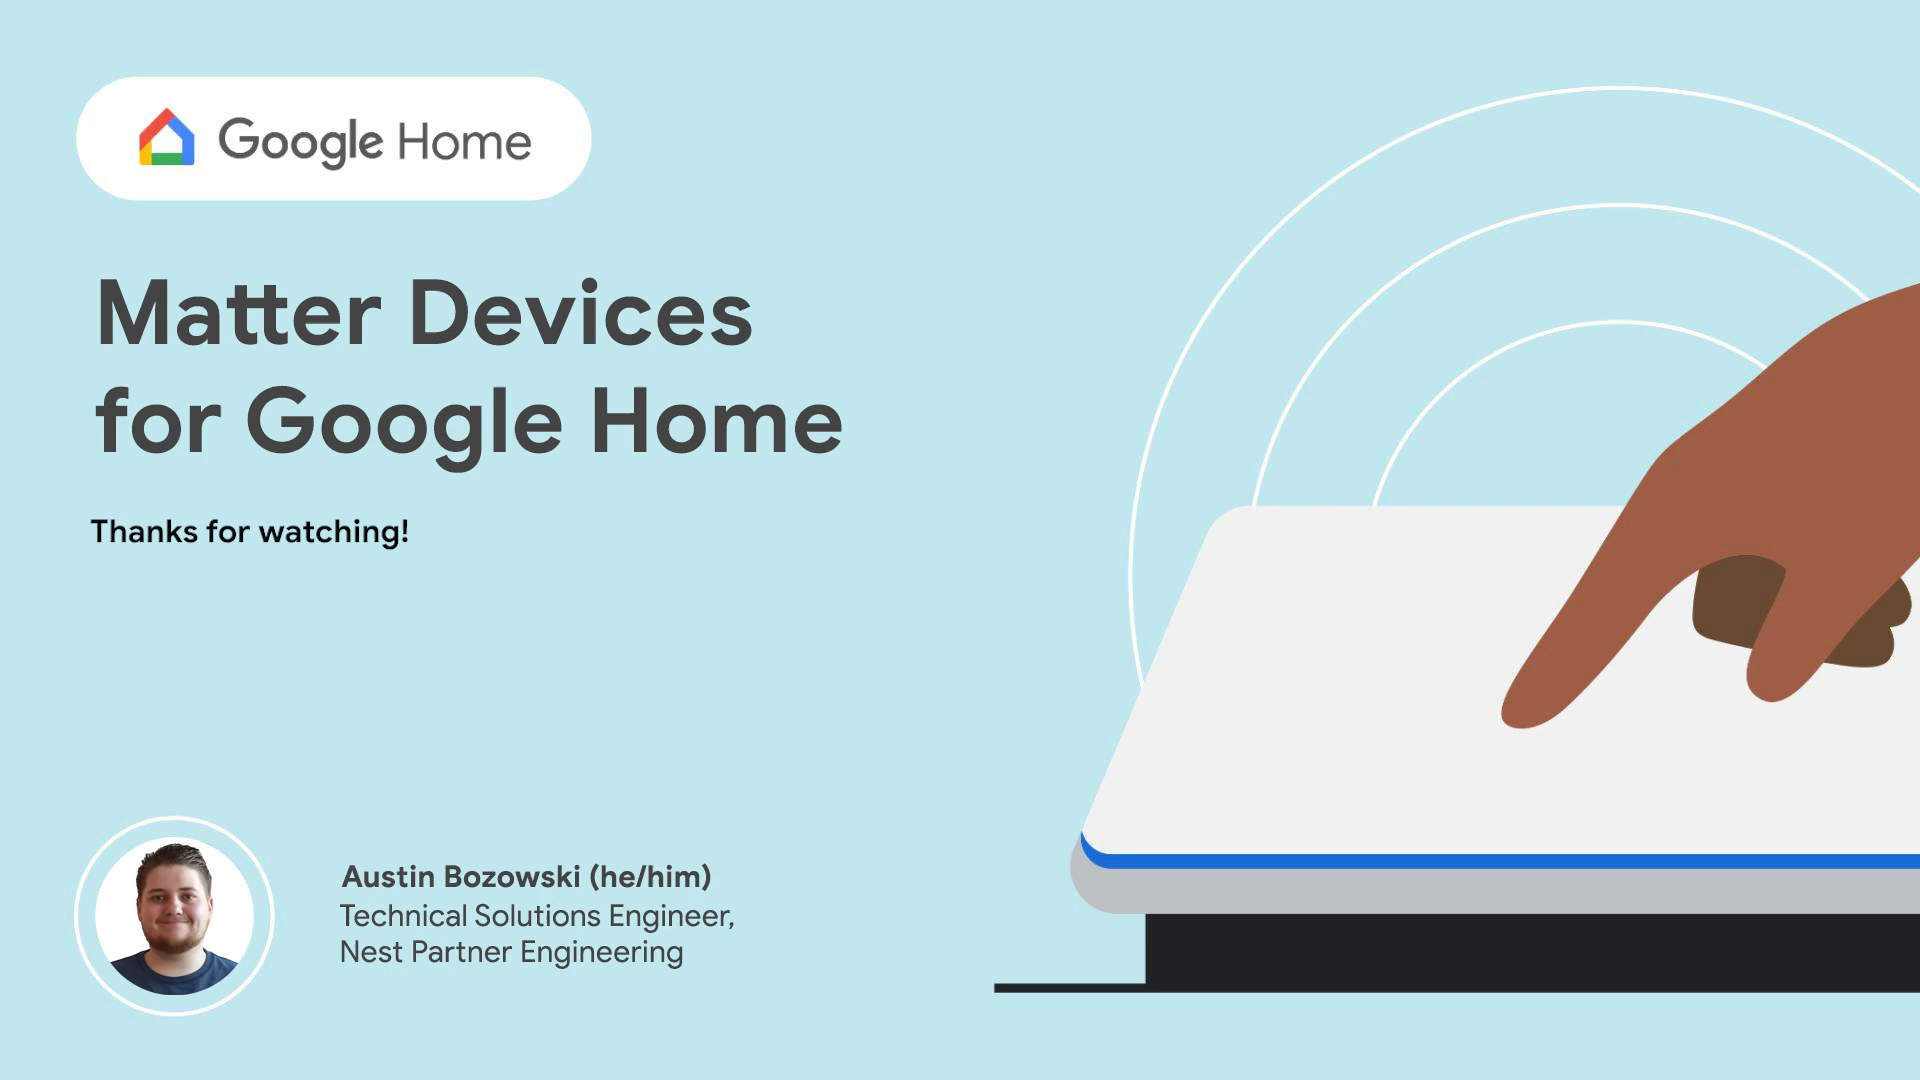 Google Home
Matter Devices
for Google Home
Thanks for watching!
Austin Bozowski (he/him)
Technical Solutions Engineer,
Nest Partner Engineering